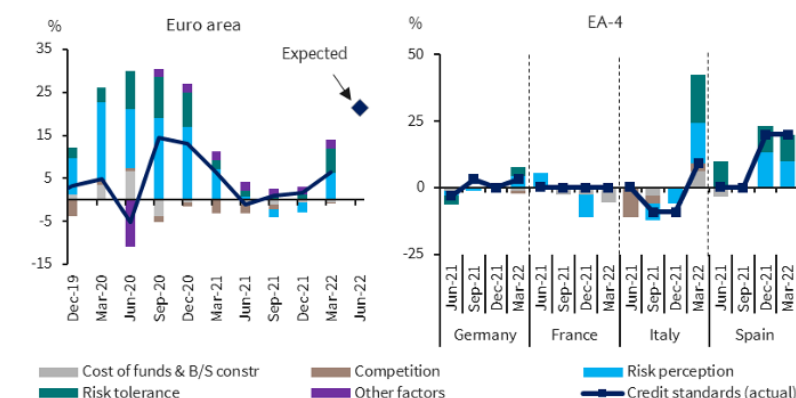 Euro area
%
35
25
15
5
-5
-15
Expected
Dec-19
Mar-20
Jun-20
Sep-20
Dec-20
Mar-21
Jun-21
Sep-21
Dec-21
Mar-22
Jun-22
EA-4
%
50
25
0
-25
Jun-21
Sep-21
Dec-21
Mar-22
Jun-21
Sep-21
Dec-21
Mar-22
Jun-21
Sep-21
Dec-21
Mar-22
Jun-21
Sep-21
Dec-21
Mar-22
Germany
France
Italy
Spain
Cost of funds & B/S constr
Competition
Risk perception
Risk tolerance
Other factors
Credit standards (actual)